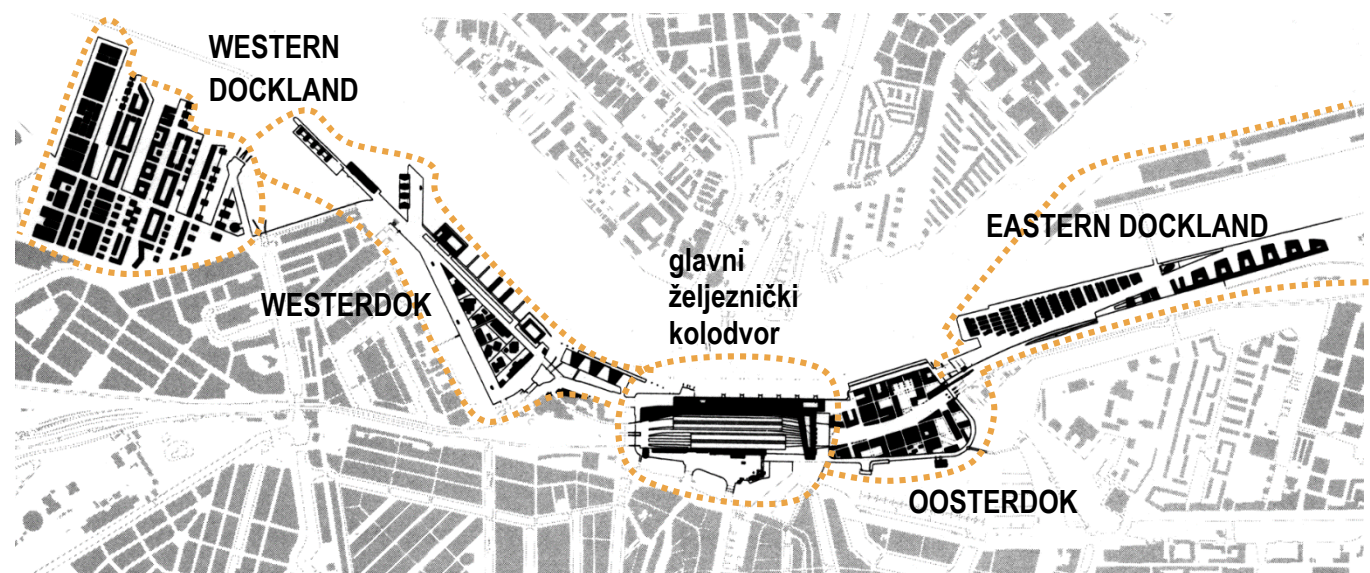 WESTERN
DOCKLAND
EASTERN DOCKLAND
glavni
željeznički
kolodvor
WESTERDOK
OOSTERDOK